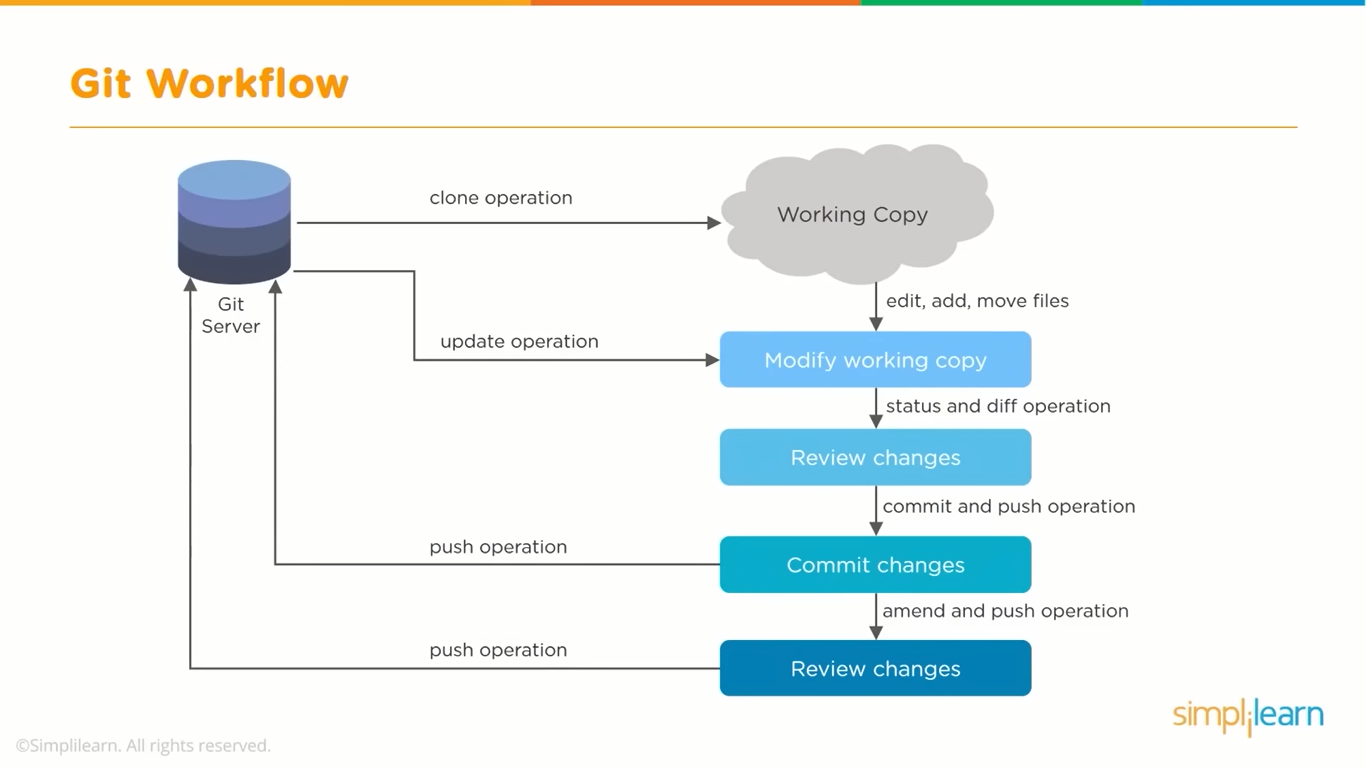 Git Workflow
clone operation
Working Copy
Git
Server
edit, add, move files
update operation
Modify working copy
status and diff operation
Review changes
commit and push operation
push operation
Commit changes
amend and push operation
push operation
Review changes
simplilearn
©Simplilearn. All rights reserved.